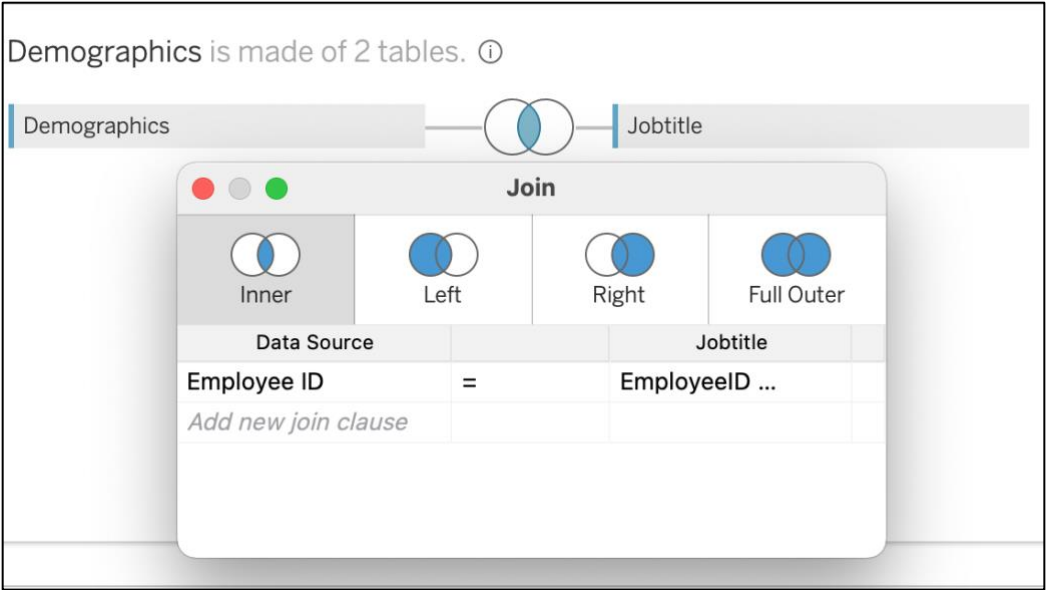 Demographics is made of 2 tables. ⓘ
Demographics
Jobtitle
Join
Inner
Left
Right
Full Outer
Data Source
Jobtitle
Employee ID = EmployeeID ...
Add new join clause